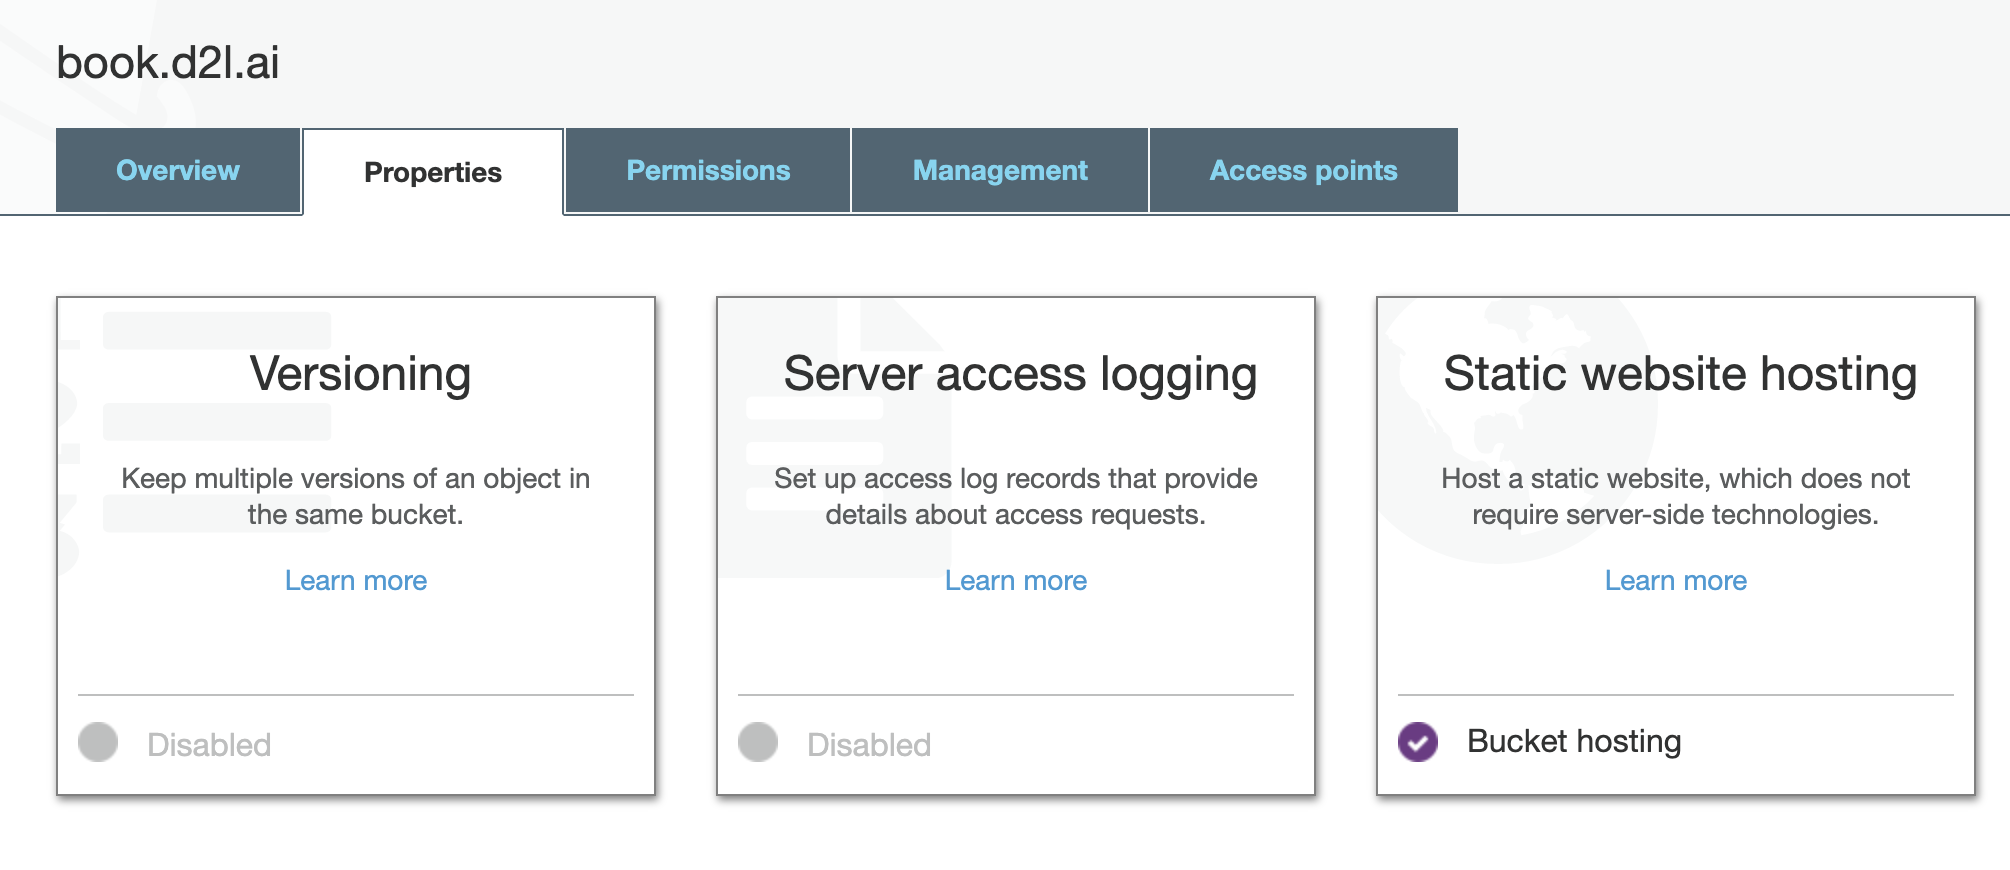 book.d2l.ai
Overview
Properties
Permissions
Management
Access points
Versioning
Keep multiple versions of an object in
the same bucket.
Learn more
Disabled
Server access logging
Set up access log records that provide
details about access requests.
Learn more
Disabled
Static website hosting
Host a static website, which does not
require server-side technologies.
Learn more
Bucket hosting